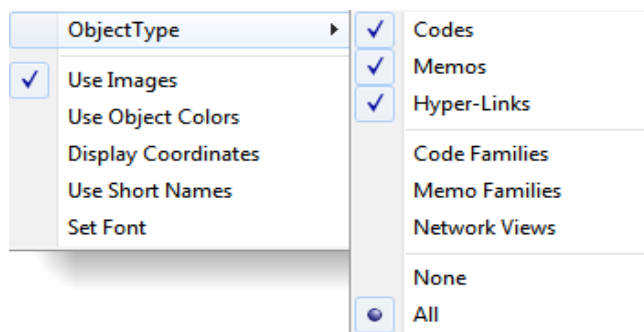 ObjectType
Use Images
Use Object Colors
Display Coordinates
Use Short Names
Set Font
Codes
Memos
Hyper-Links
Code Families
Memo Families
Network Views
None
All